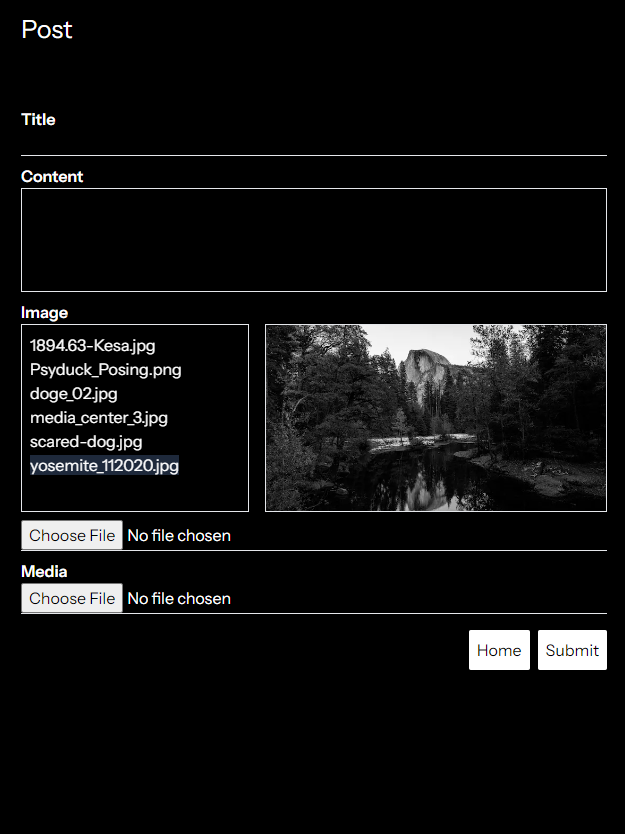 Post
Title
Content
Image
1894.63-Kesa.jpg
Psyduck_Posing.png
doge_02.jpg
media_center_3.jpg
scared-dog.jpg
yosemite_112020.jpg
Choose File No file chosen
Media
Choose File No file chosen
Home Submit